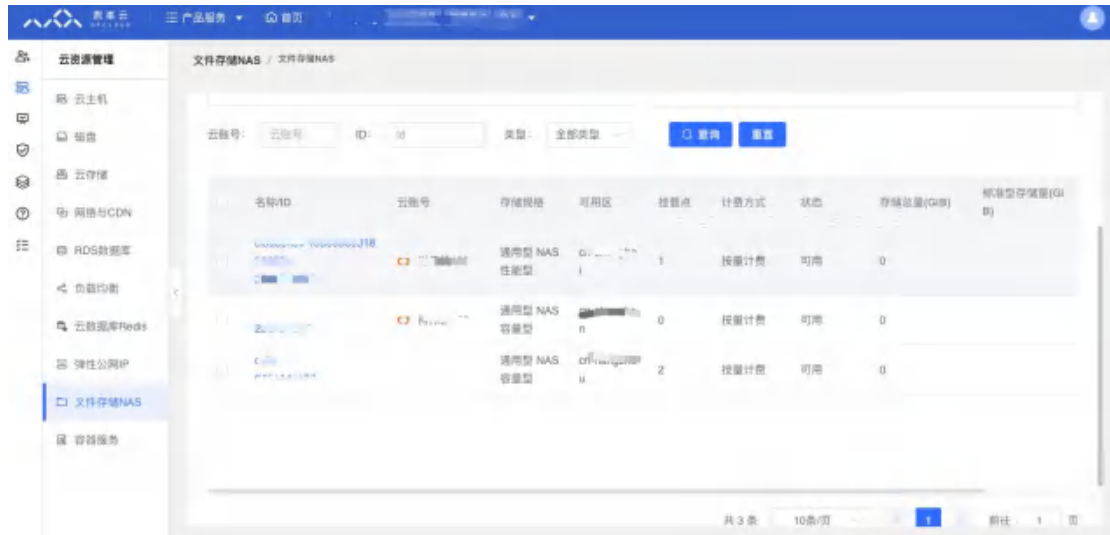 产品服务
首页
云资源管理
文件存储NAS / 文件存储NAS
云主机
磁盘
云存储
网络与CDN
RDS数据库
负载均衡
云数据库Redis
弹性公网IP
文件存储NAS
容器服务
云账号: 云账号 ID: id 类型: 全部类型 查询 重置
名称/ID 云账号 存储规格 可用区 挂载点 计费方式 状态 存储总量(GiB) 标准型存储量(Gi
B)
通用型 NAS
性能型 1 按量计费 可用 0
通用型 NAS
容量型 n 0 按量计费 可用 0
通用型 NAS
容量型 u 2 按量计费 可用 0
共 3 条 10条/页 1 前往 1 页